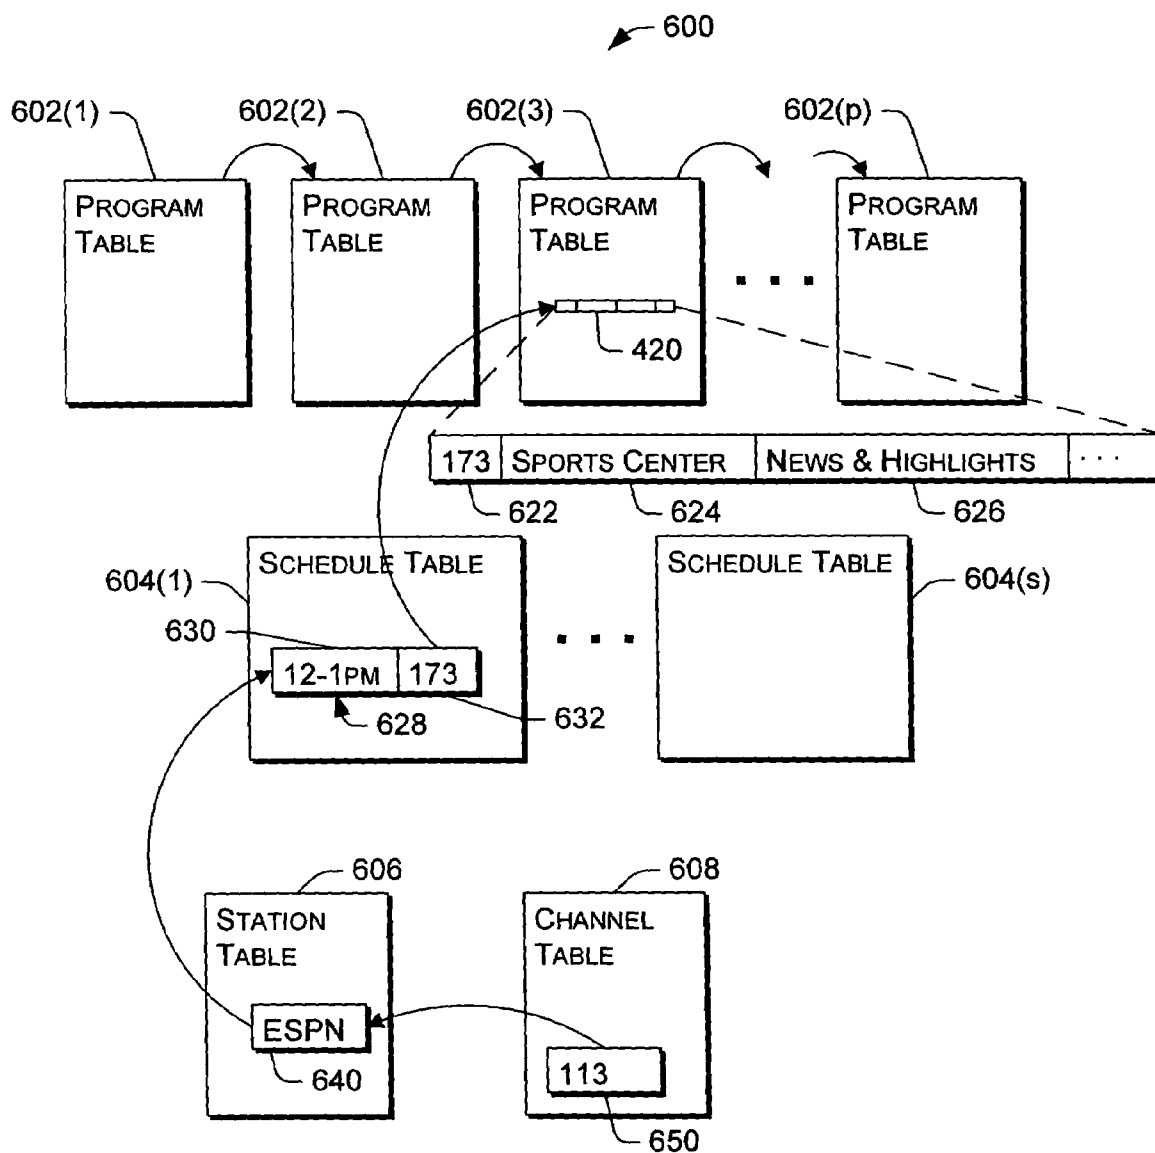 600
602(1)
602(2)
602(3)
602(p)
PROGRAM
TABLE
PROGRAM
TABLE
PROGRAM
TABLE
PROGRAM
TABLE
420
173 SPORTS CENTER NEWS & HIGHLIGHTS ...
622
624
626
SCHEDULE TABLE
SCHEDULE TABLE
604(1)
604(s)
630
12-1PM 173
628
632
606
608
STATION
TABLE
CHANNEL
TABLE
ESPN
640
113
650